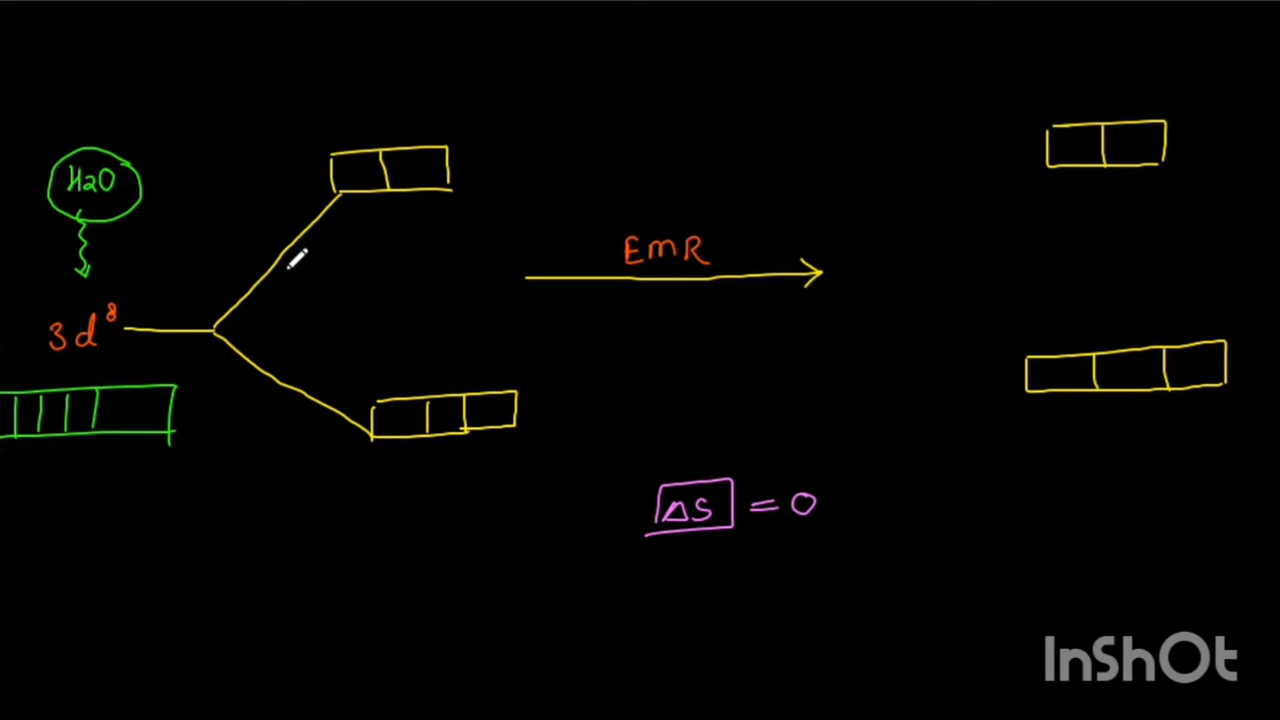 H2O
EMR
3d⁸
ΔS = 0
InShOt